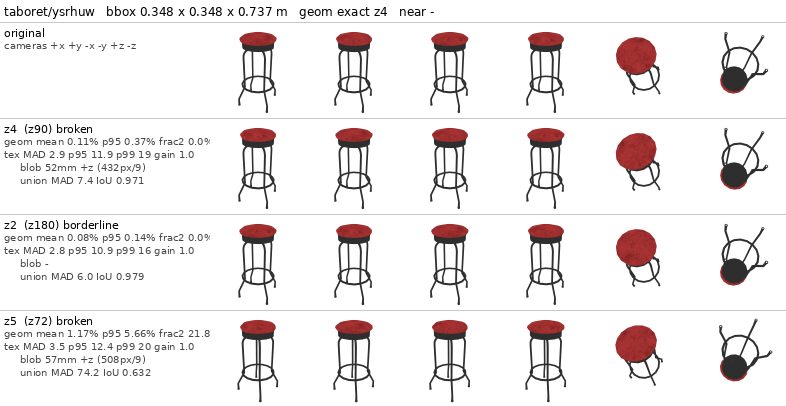 taboret/ysrhuw bbox 0.348 x 0.348 x 0.737 m geom exact z4 near -
original
cameras +x +y -x -y +z -z
z4 (z90) broken
geom mean 0.11% p95 0.37% frac2 0.0%
tex MAD 2.9 p95 11.9 p99 19 gain 1.0
blob 52mm +z (432px/9)
union MAD 7.4 IoU 0.971
z2 (z180) borderline
geom mean 0.08% p95 0.14% frac2 0.0%
tex MAD 2.8 p95 10.9 p99 16 gain 1.0
blob -
union MAD 6.0 IoU 0.979
z5 (z72) broken
geom mean 1.17% p95 5.66% frac2 21.8
tex MAD 3.5 p95 12.4 p99 20 gain 1.0
blob 57mm +z (508px/9)
union MAD 74.2 IoU 0.632